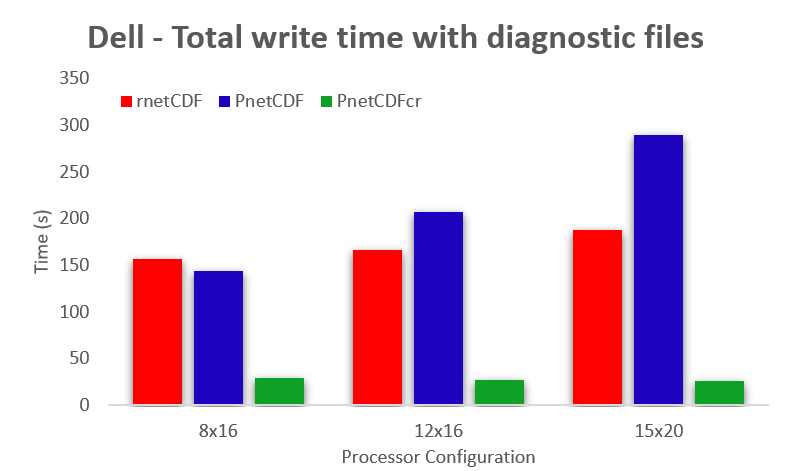 Dell - Total write time with diagnostic files
350
rnetCDF PnetCDF PnetCDFcr
300
250
200
150
100
50
0
Time (s)
8x16 12x16 15x20
Processor Configuration